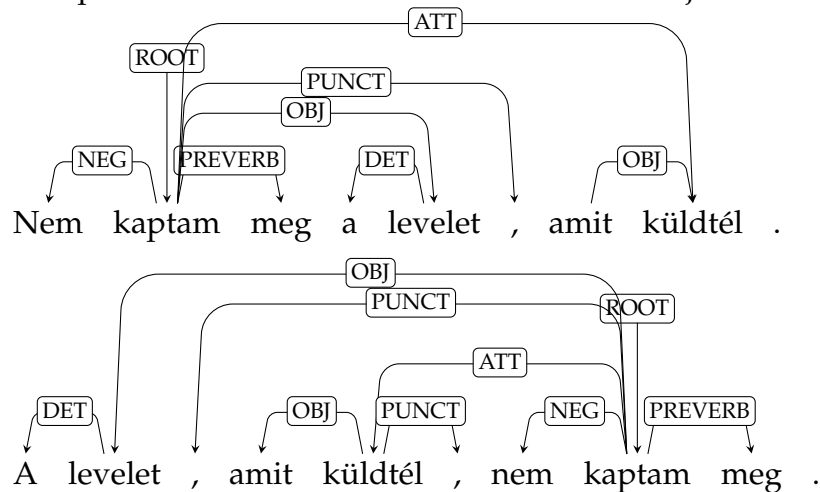 ATT
ROOT
PUNCT
OBJ
NEG PREVERB DET OBJ
Nem kaptam meg a levelet , amit küldtél .
OBJ
PUNCT ROOT
ATT
DET OBJ PUNCT NEG PREVERB
A levelet , amit küldtél , nem kaptam meg .